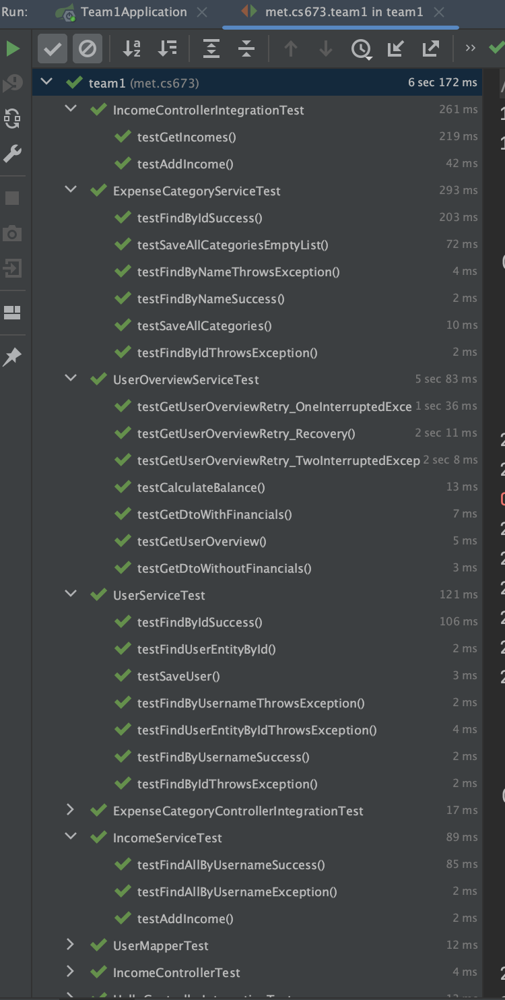 Run: Team1Application met.cs673.team1 in team1
team1 (met.cs673) 6 sec 172 ms
IncomeControllerIntegrationTest 261 ms
testGetIncomes() 219 ms
testAddIncome() 42 ms
ExpenseCategoryServiceTest 293 ms
testFindByIdSuccess() 203 ms
testSaveAllCategoriesEmptyList() 72 ms
testFindByNameThrowsException() 4 ms
testFindByNameSuccess() 2 ms
testSaveAllCategories() 10 ms
testFindByIdThrowsException() 2 ms
UserOverviewServiceTest 5 sec 83 ms
testGetUserOverviewRetry_OneInterruptedExce 1 sec 36 ms
testGetUserOverviewRetry_Recovery() 2 sec 11 ms
testGetUserOverviewRetry_TwoInterruptedExcep 2 sec 8 ms
testCalculateBalance() 13 ms
testGetDtoWithFinancials() 7 ms
testGetUserOverview() 5 ms
testGetDtoWithoutFinancials() 3 ms
UserServiceTest 121 ms
testFindByIdSuccess() 106 ms
testFindUserEntityById() 2 ms
testSaveUser() 3 ms
testFindByUsernameThrowsException() 2 ms
testFindUserEntityByIdThrowsException() 4 ms
testFindByUsernameSuccess() 2 ms
testFindByIdThrowsException() 2 ms
ExpenseCategoryControllerIntegrationTest 17 ms
IncomeServiceTest 89 ms
testFindAllByUsernameSuccess() 85 ms
testFindAllByUsernameException() 2 ms
testAddIncome() 2 ms
UserMapperTest 12 ms
IncomeControllerTest 4 ms